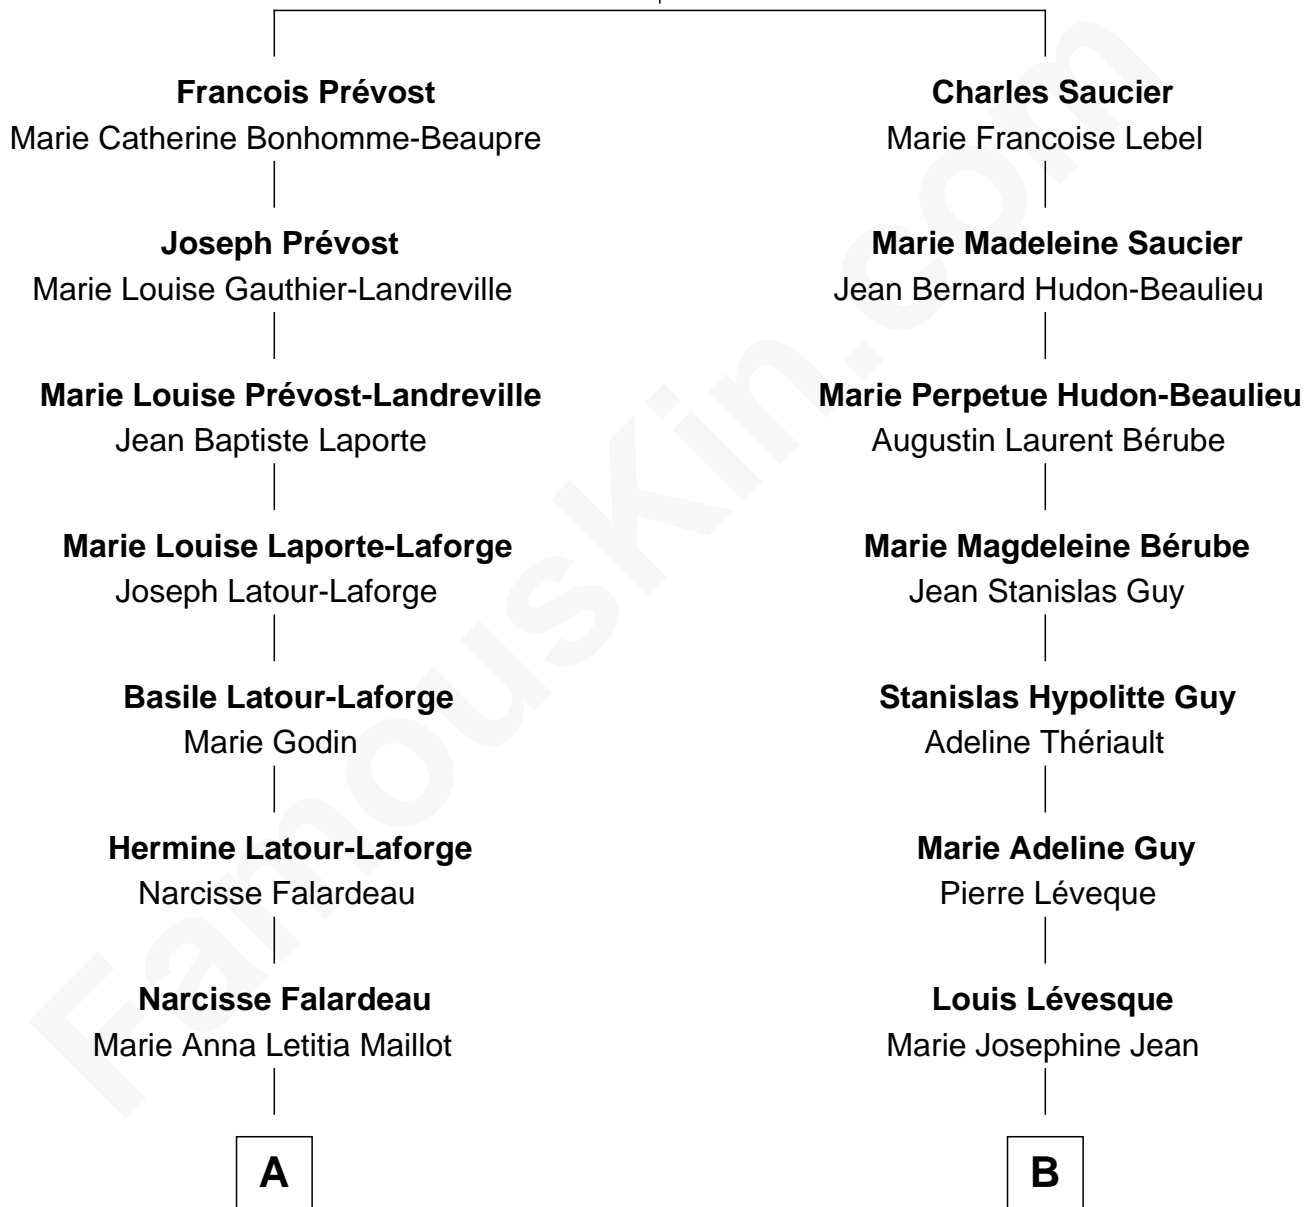 Francois Prévost
Marie Catherine Bonhomme-Beaupre
Joseph Prévost
Marie Louise Gauthier-Landreville
Marie Louise Prévost-Landreville
Jean Baptiste Laporte
Marie Louise Laporte-Laforge
Joseph Latour-Laforge
Basile Latour-Laforge
Marie Godin
Hermine Latour-Laforge
Narcisse Falardeau
Narcisse Falardeau
Marie Anna Letitia Maillot
A
Charles Saucier
Marie Francoise Lebel
Marie Madeleine Saucier
Jean Bernard Hudon-Beaulieu
Marie Perpetue Hudon-Beaulieu
Augustin Laurent Bérube
Marie Magdeleine Bérube
Jean Stanislas Guy
Stanislas Hypolitte Guy
Adeline Thériault
Marie Adeline Guy
Pierre Léveque
Louis Lévesque
Marie Josephine Jean
B
FamousKin.com